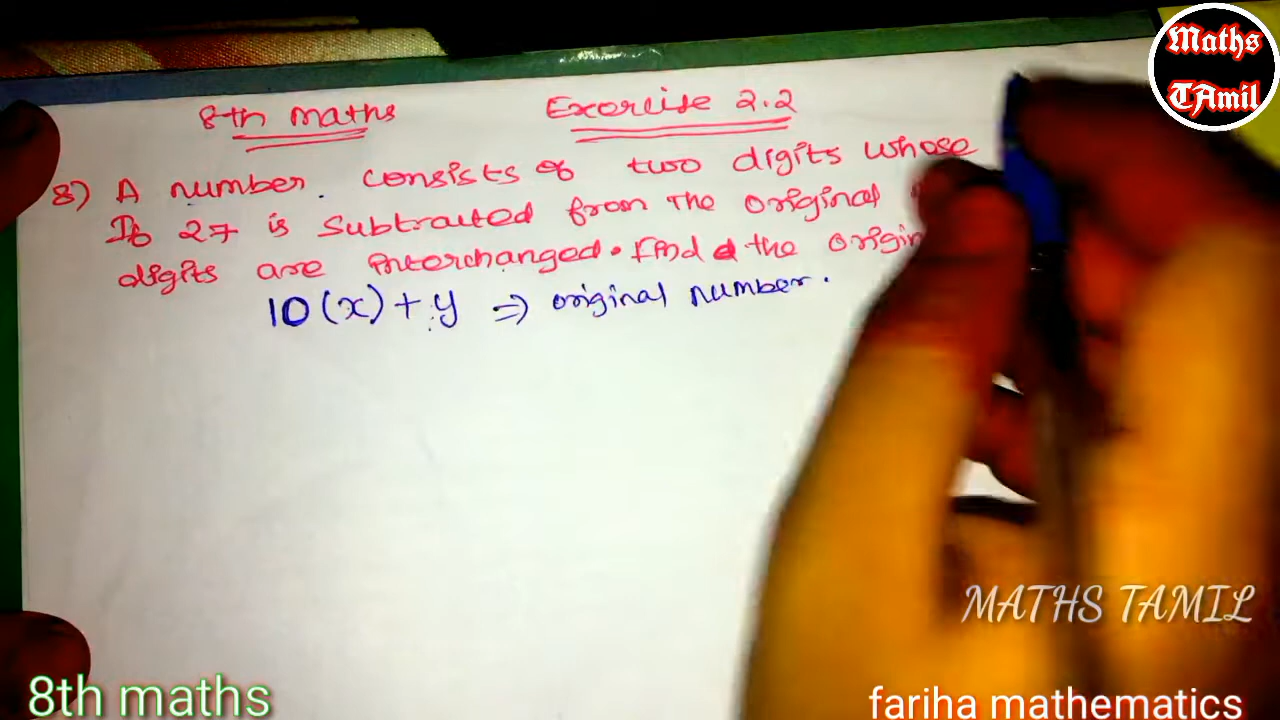 Maths
TAmil
8th maths Exercise 2.2
8) A number consists of two digits whose
If 27 is subtracted from the original
digits are interchanged. Find the
10(x) + y ⇒ original number.
MATHS TAMIL
8th maths
fariha mathematics